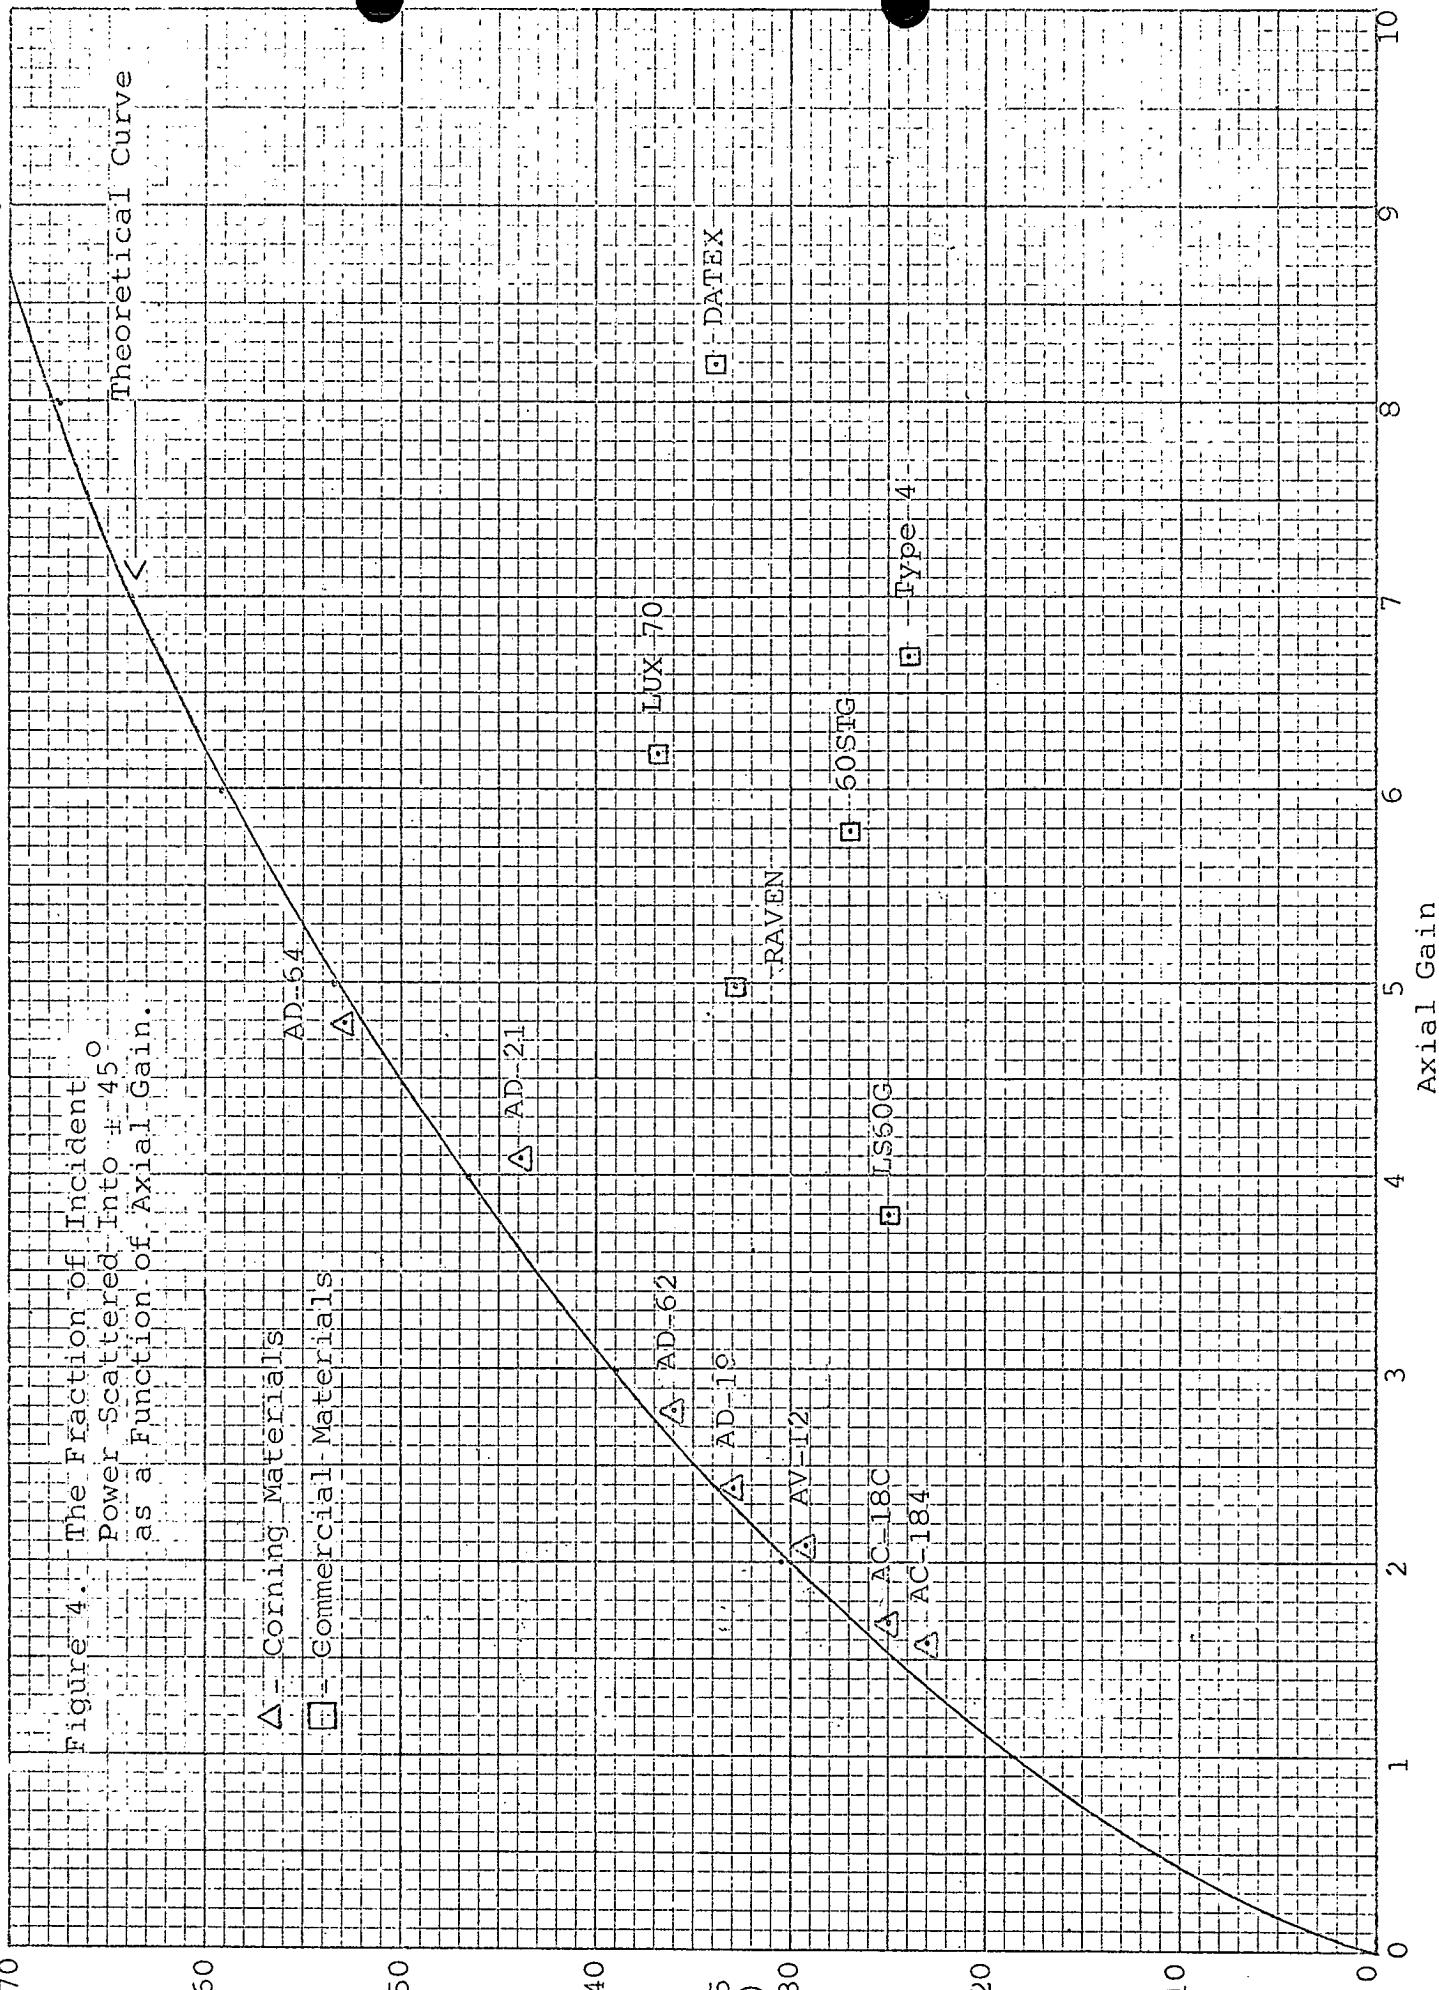 Figure 4. The Fraction of Incident
Power Scattered Into ± 45°
as a Function of Axial Gain.
△ - Corning Materials
⊡ - Commercial Materials
Theoretical Curve
AD-64
AD-21
AD-62
AD-19
AV-12
AC-18C
AC-184
LUX 70
DATEX
RAVEN
60STG
Type 4
LS60G
70
60
50
40
30
20
10
0
0 1 2 3 4 5 6 7 8 9 10
Axial Gain